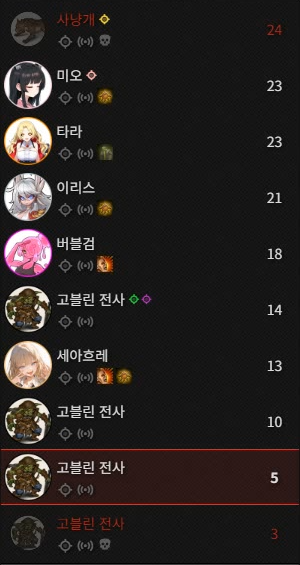 사냥개 24
미오 23
타라 23
이리스 21
버블검 18
고블린 전사 14
세아흐레 13
고블린 전사 10
고블린 전사 5
고블린 전사 3